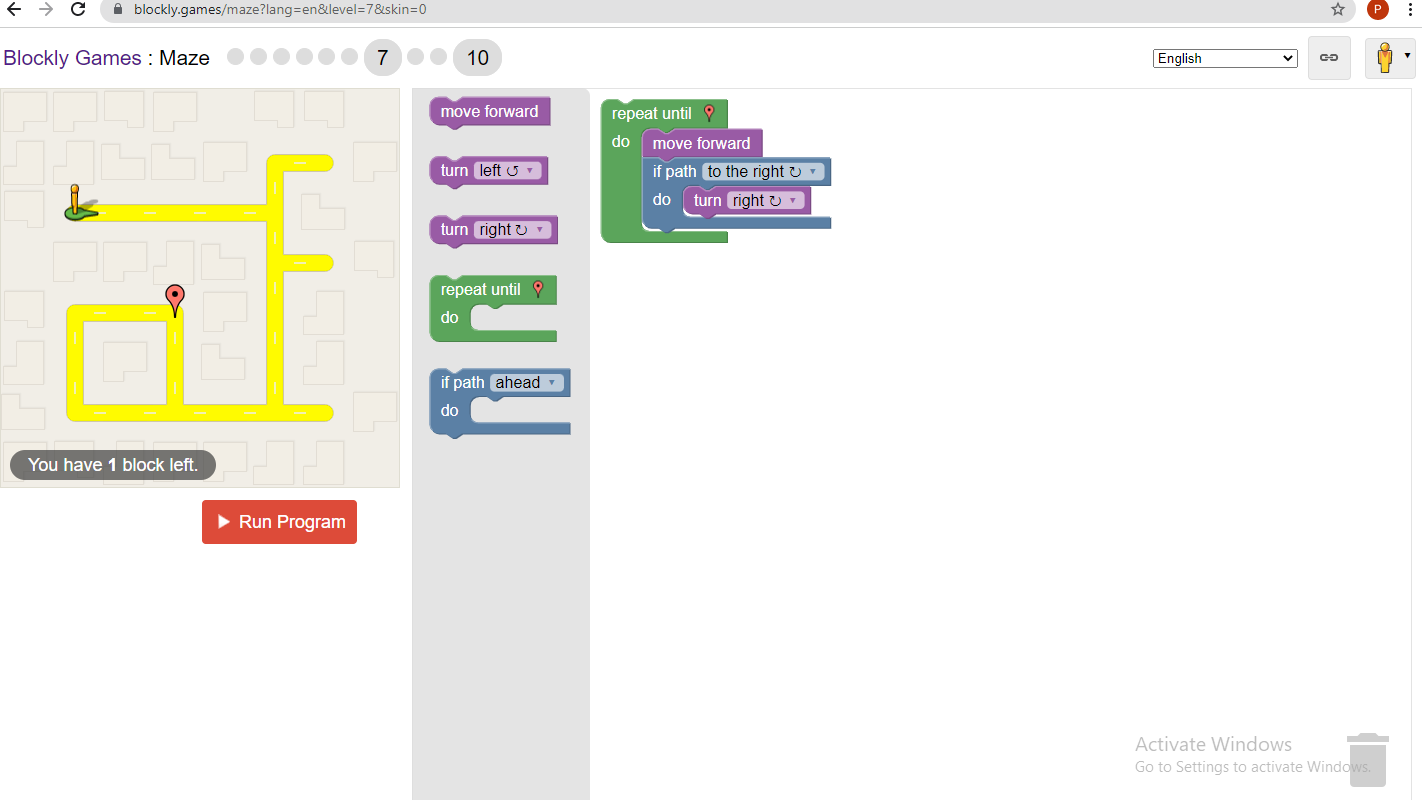 blockly.games/maze?lang=en&level=7&skin=0
P
Blockly Games : Maze
7
10
English
move forward
turn left ↺ ▾
turn right ↻ ▾
repeat until
do
if path ahead ▾
do
repeat until
do
move forward
if path to the right ↻ ▾
do
turn right ↻ ▾
You have 1 block left.
Run Program
Activate Windows
Go to Settings to activate Windows.